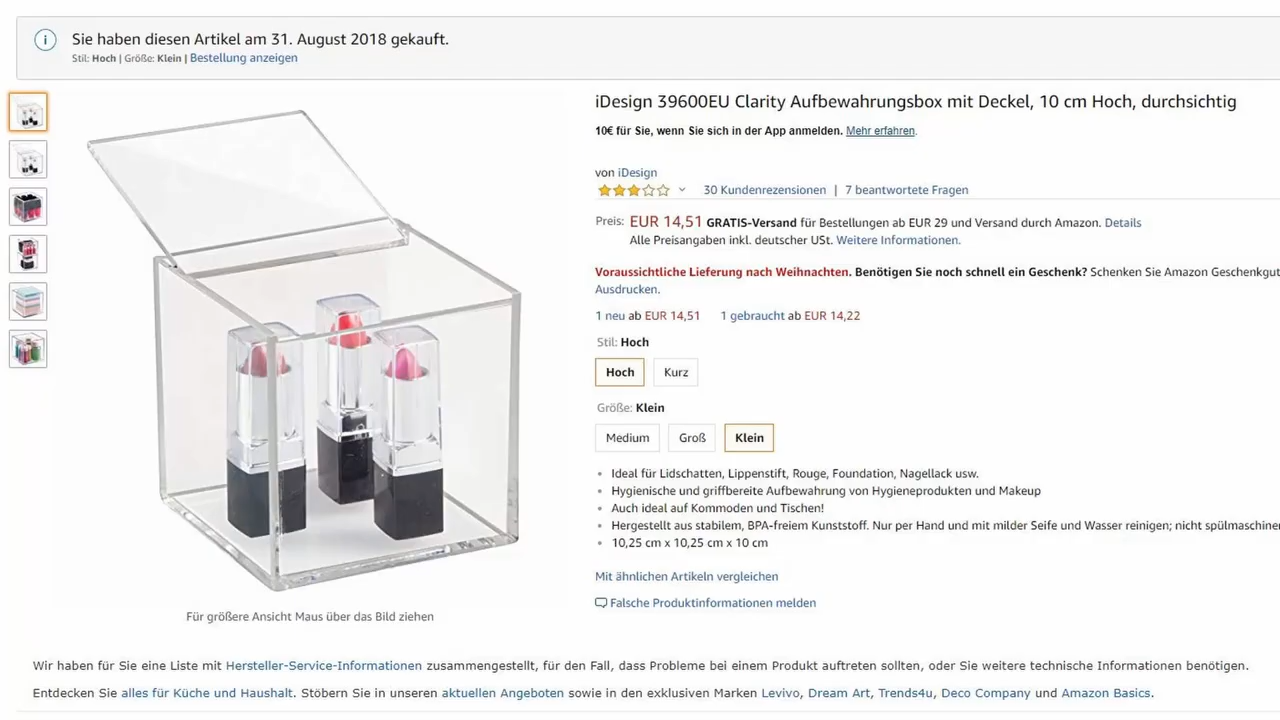 Sie haben diesen Artikel am 31. August 2018 gekauft.
Stil: Hoch | Größe: Klein | Bestellung anzeigen
iDesign 39600EU Clarity Aufbewahrungsbox mit Deckel, 10 cm Hoch, durchsichtig
10€ für Sie, wenn Sie sich in der App anmelden. Mehr erfahren.
von iDesign
30 Kundenrezensionen | 7 beantwortete Fragen
Preis: EUR 14,51 GRATIS-Versand für Bestellungen ab EUR 29 und Versand durch Amazon. Details
Alle Preisangaben inkl. deutscher USt. Weitere Informationen.
Voraussichtliche Lieferung nach Weihnachten. Benötigen Sie noch schnell ein Geschenk? Schenken Sie Amazon Geschenkgut
Ausdrucken.
1 neu ab EUR 14,51 1 gebraucht ab EUR 14,22
Stil: Hoch
Hoch Kurz
Größe: Klein
Medium Groß Klein
Ideal für Lidschatten, Lippenstift, Rouge, Foundation, Nagellack usw.
Hygienische und griffbereite Aufbewahrung von Hygieneprodukten und Makeup
Auch ideal auf Kommoden und Tischen!
Hergestellt aus stabilem, BPA-freiem Kunststoff. Nur per Hand und mit milder Seife und Wasser reinigen; nicht spülmaschinen
10,25 cm x 10,25 cm x 10 cm
Mit ähnlichen Artikeln vergleichen
Falsche Produktinformationen melden
Für größere Ansicht Maus über das Bild ziehen
Wir haben für Sie eine Liste mit Hersteller-Service-Informationen zusammengestellt, für den Fall, dass Probleme bei einem Produkt auftreten sollten, oder Sie weitere technische Informationen benötigen.
Entdecken Sie alles für Küche und Haushalt. Stöbern Sie in unseren aktuellen Angeboten sowie in den exklusiven Marken Levivo, Dream Art, Trends4u, Deco Company und Amazon Basics.